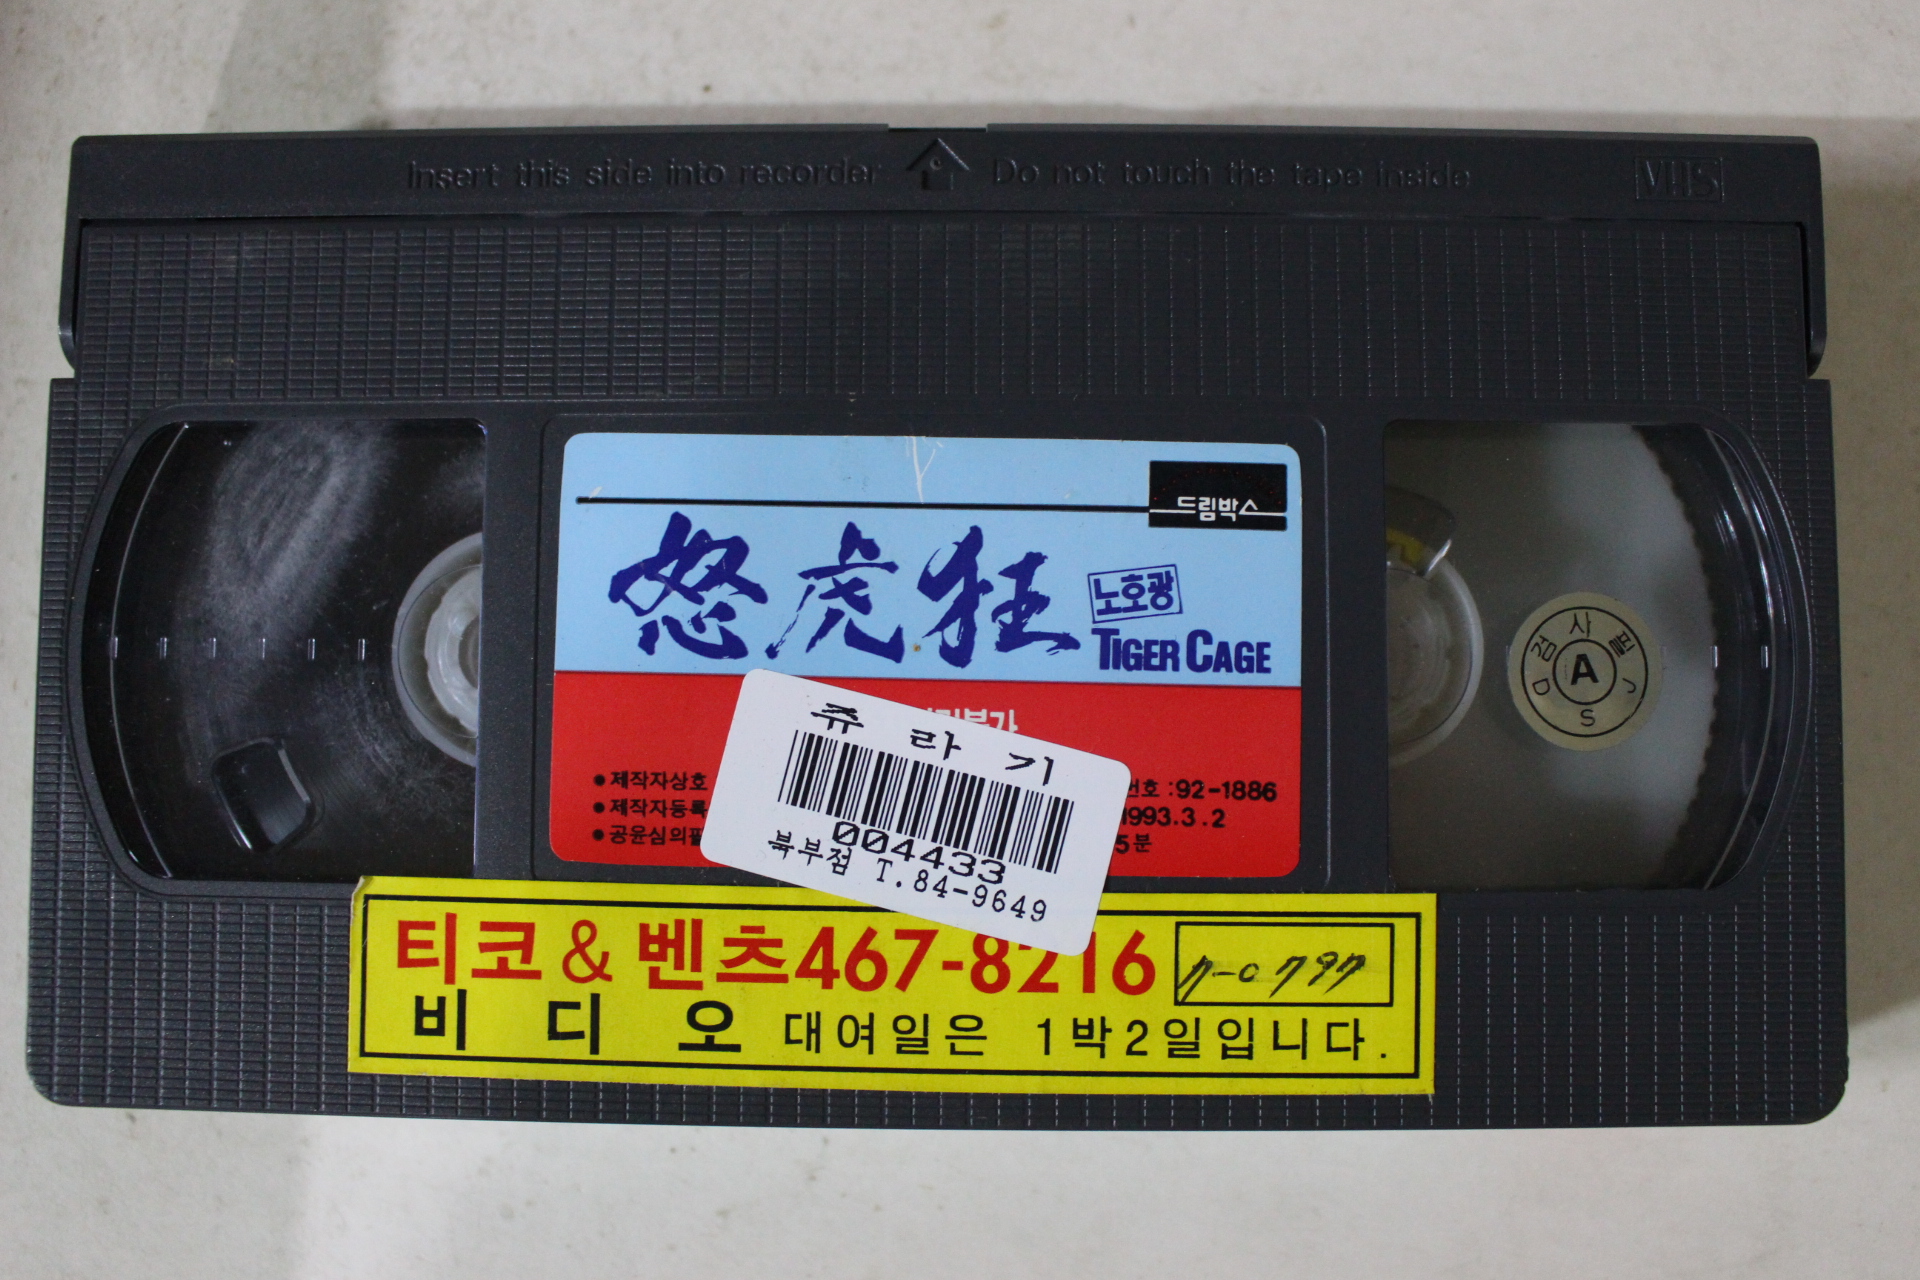 Insert this side into recorder Do not touch the tape inside VHS
드림박스
怒虎狂 노호광
TIGER CAGE
쥬라기
●제작자상호 번호 :92-1886
●제작자등록 1993.3.2
●공윤심의필 5분
004433
북부점 T.84-9649
검사필
A
D S J
티코 & 벤츠 467-8216
비디오 대여일은 1박2일입니다.